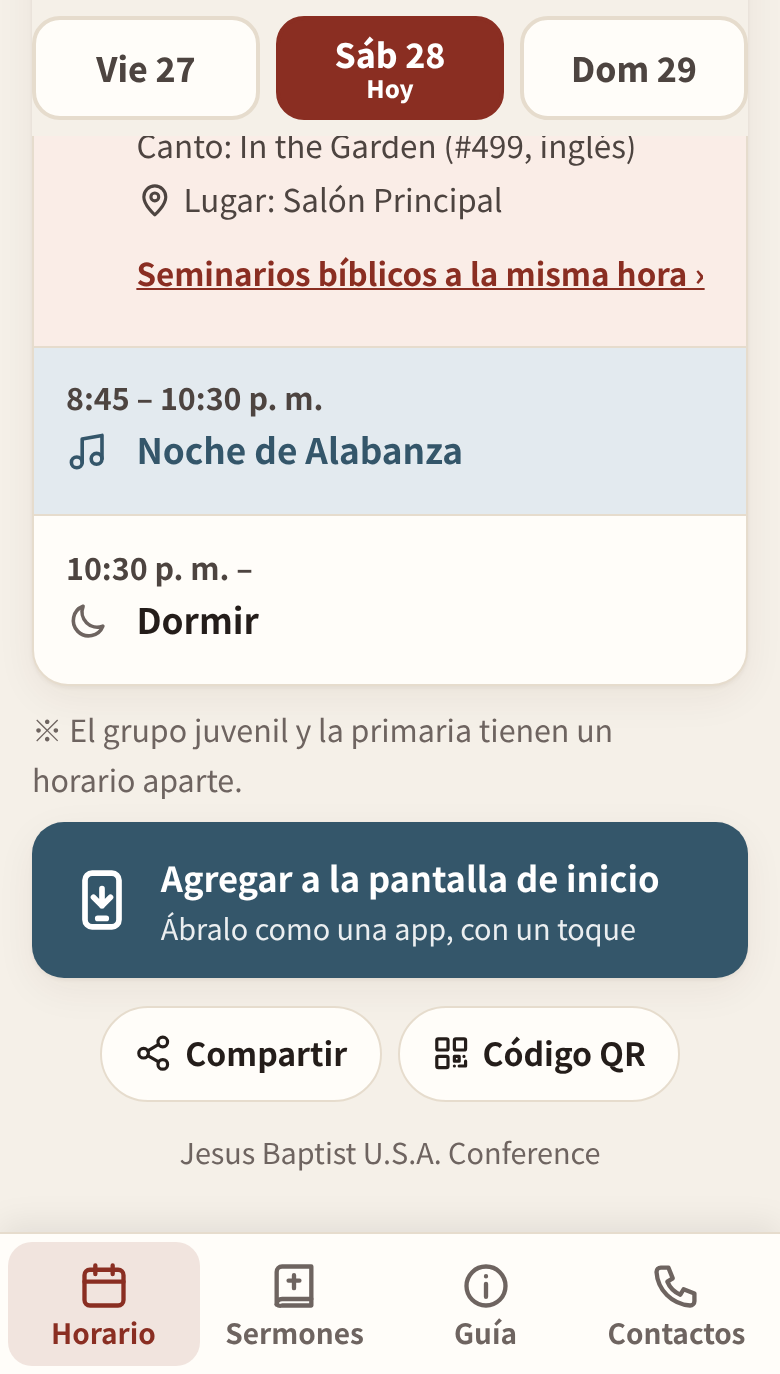 Vie 27
Sáb 28
Hoy
Dom 29
Canto: In the Garden (#499, inglés)
Lugar: Salón Principal
Seminarios bíblicos a la misma hora ›
8:45 – 10:30 p. m.
Noche de Alabanza
10:30 p. m. –
Dormir
※ El grupo juvenil y la primaria tienen un
horario aparte.
Agregar a la pantalla de inicio
Ábralo como una app, con un toque
Compartir
Código QR
Jesus Baptist U.S.A. Conference
Horario
Sermones
Guía
Contactos